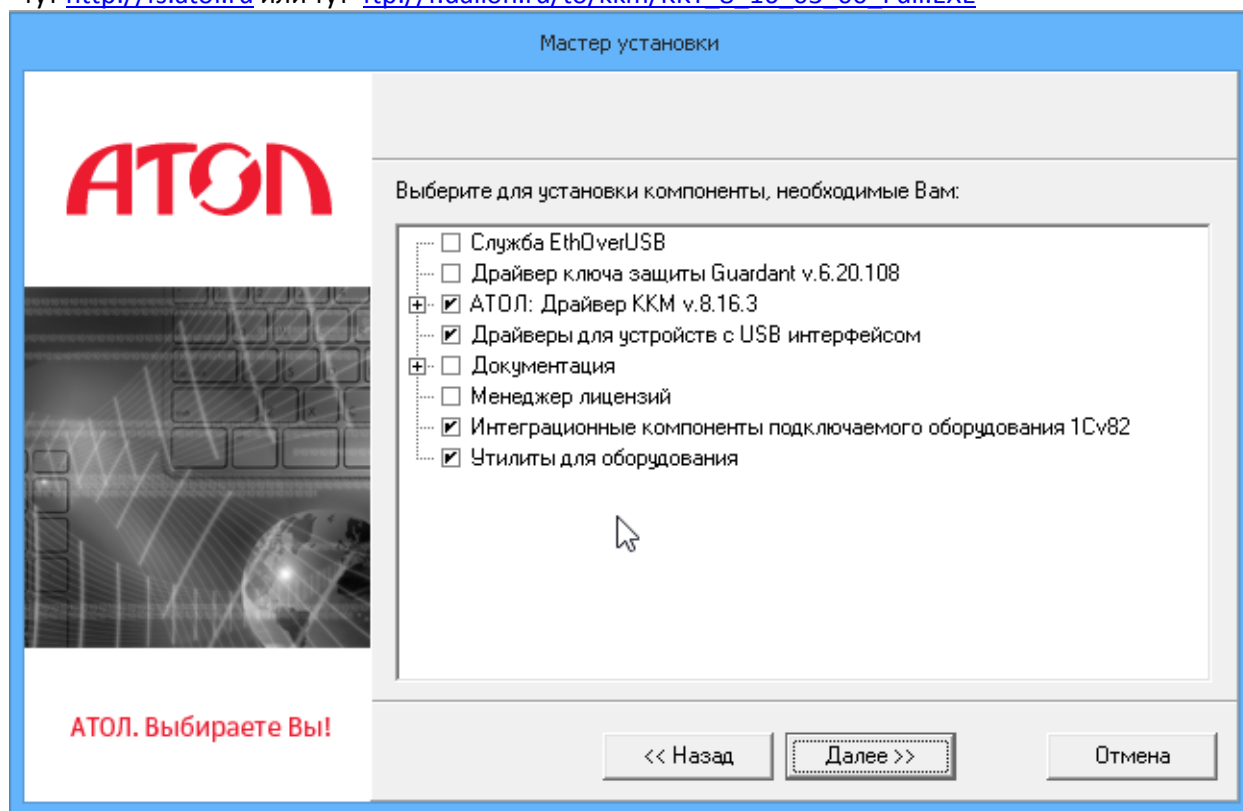 или тут
Мастер установки
АТОЛ
Выберите для установки компоненты, необходимые Вам:
Служба EthOverUSB
Драйвер ключа защиты Guardant v.6.20.108
АТОЛ: Драйвер ККМ v.8.16.3
Драйверы для устройств с USB интерфейсом
Документация
Менеджер лицензий
Интеграционные компоненты подключаемого оборудования 1Cv82
Утилиты для оборудования
АТОЛ. Выбираете Вы!
<< Назад
Далее >>
Отмена